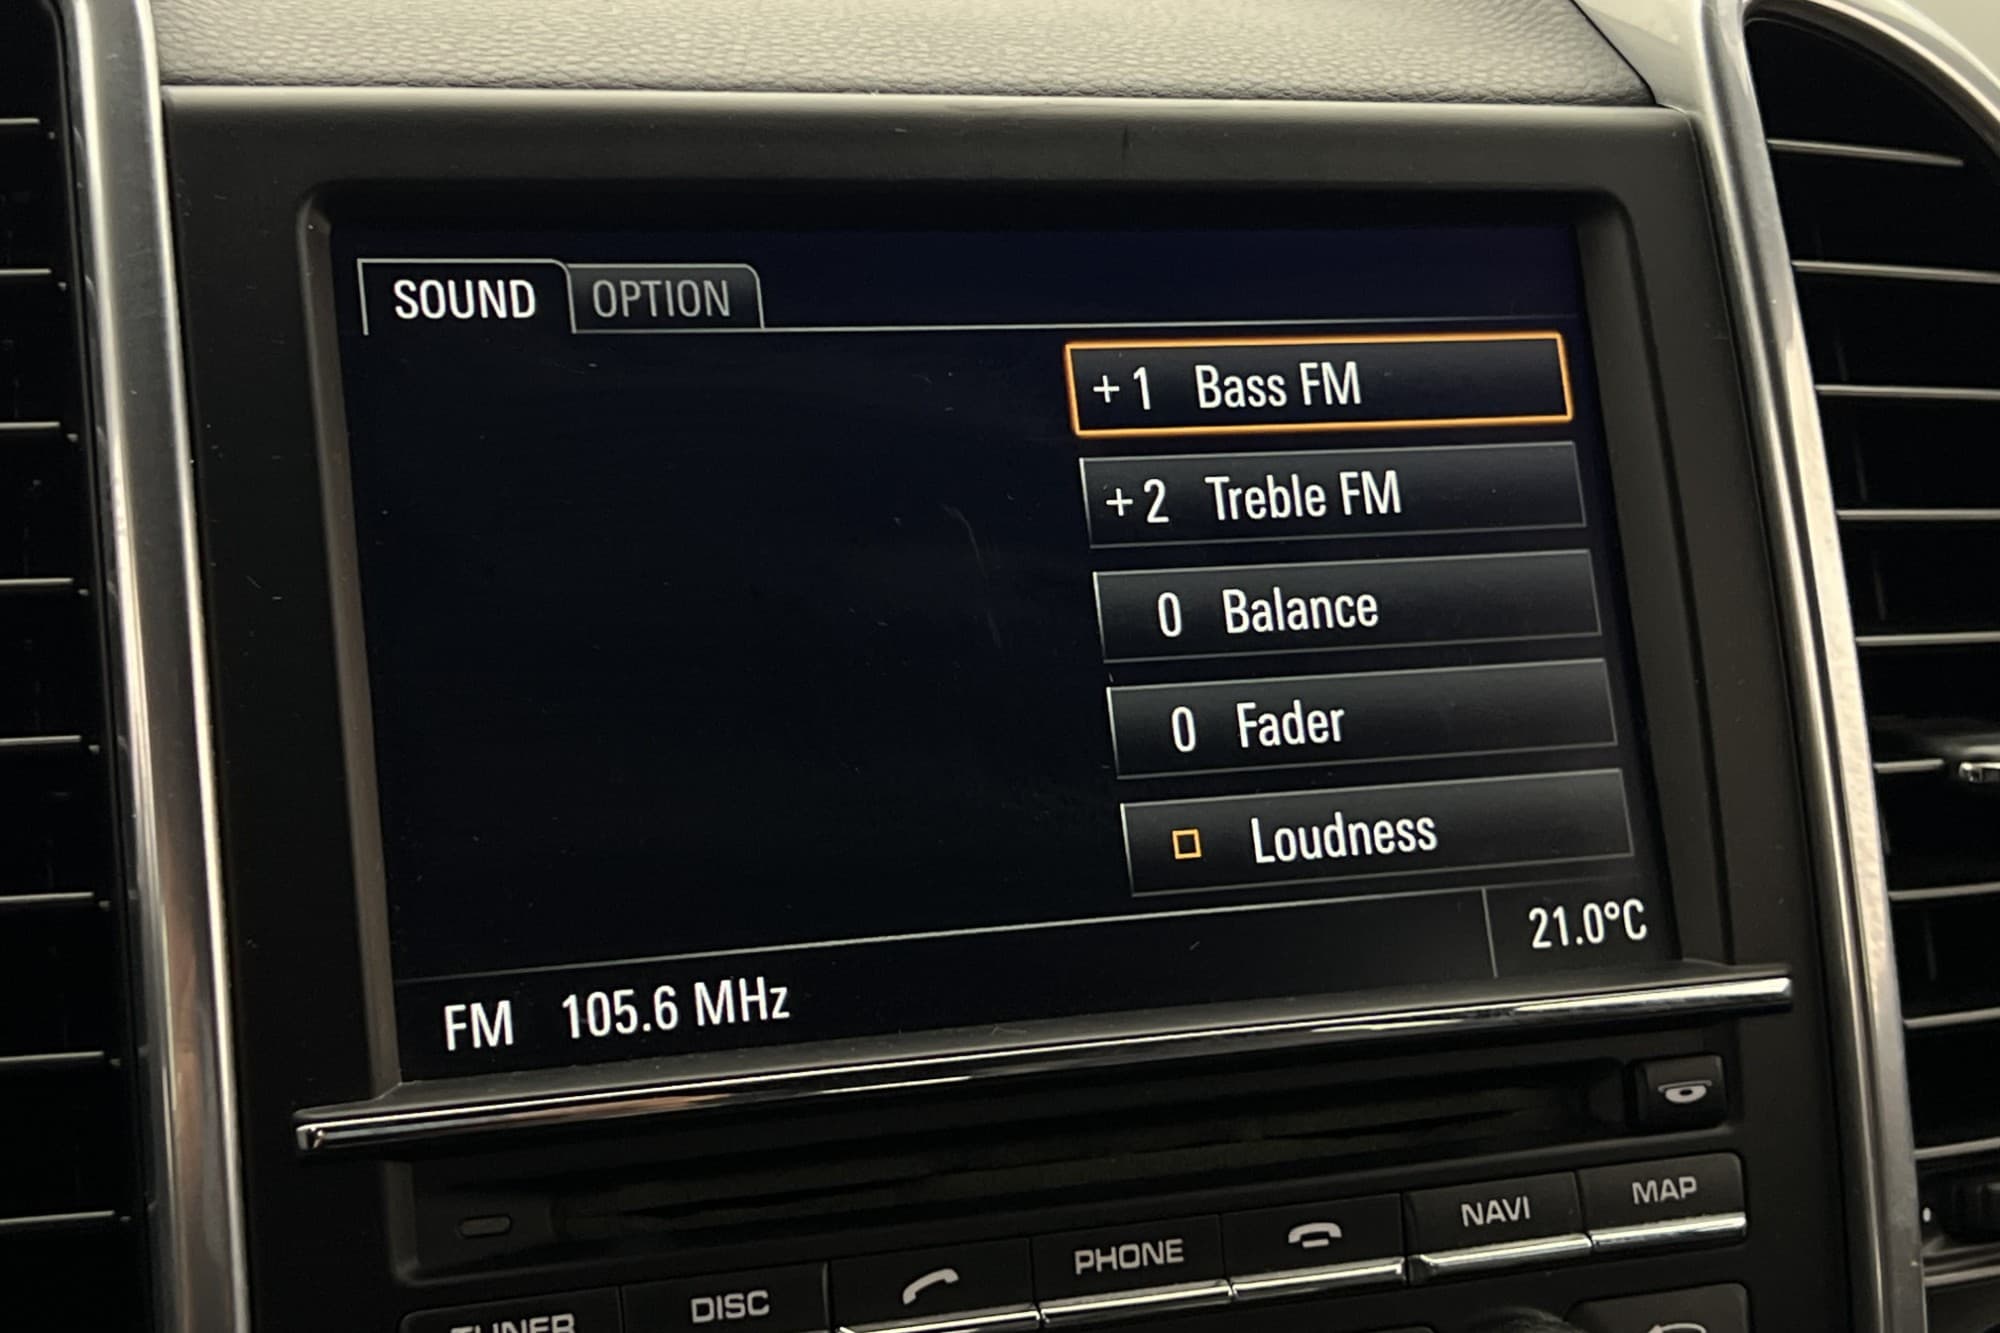 SOUND OPTION
+1 Bass FM
+2 Treble FM
0 Balance
0 Fader
Loudness
21.0°C
FM 105.6 MHz
TUNER DISC PHONE NAVI MAP